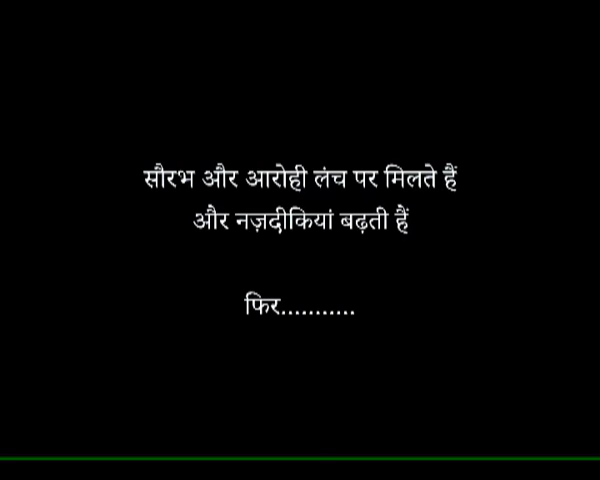 सौरभ और आरोही लंच पर मिलते हैं
और नज़दीकियां बढ़ती हैं
फिर...........